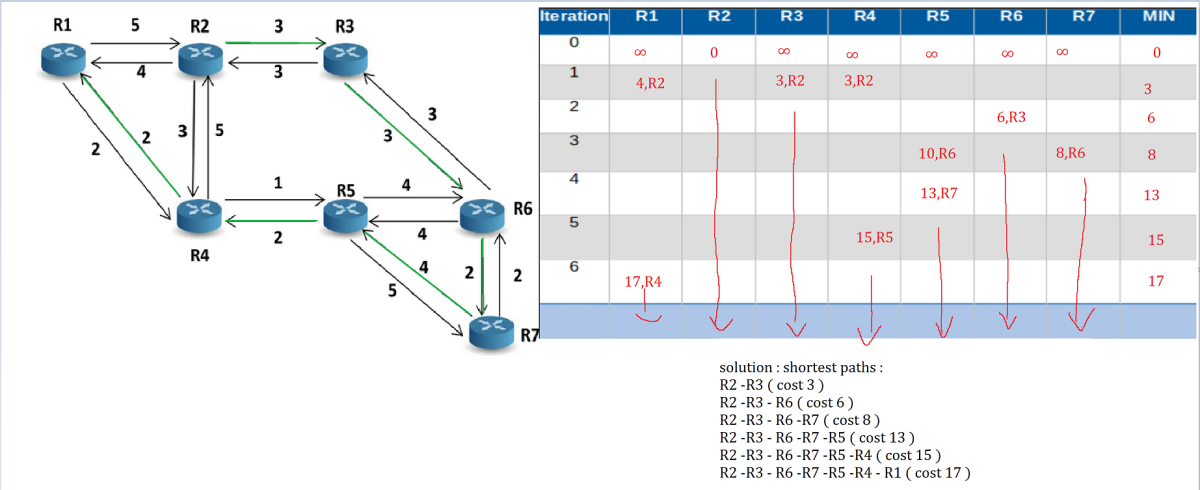 R1
5
R2
3
R3
4
3
2
2
3
5
3
3
1
R5
4
R6
R4
2
4
4
5
2
2
R7
Iteration R1 R2 R3 R4 R5 R6 R7 MIN
0 ∞ 0 ∞ ∞ ∞ ∞ ∞ 0
1 4,R2 3,R2 3,R2 3
2 6,R3 6
3 10,R6 8,R6 8
4 13,R7 13
5 15,R5 15
6 17,R4 17
solution : shortest paths :
R2 -R3 ( cost 3 )
R2 -R3 - R6 ( cost 6 )
R2 -R3 - R6 -R7 ( cost 8 )
R2 -R3 - R6 -R7 -R5 ( cost 13 )
R2 -R3 - R6 -R7 -R5 -R4 ( cost 15 )
R2 -R3 - R6 -R7 -R5 -R4 - R1 ( cost 17 )